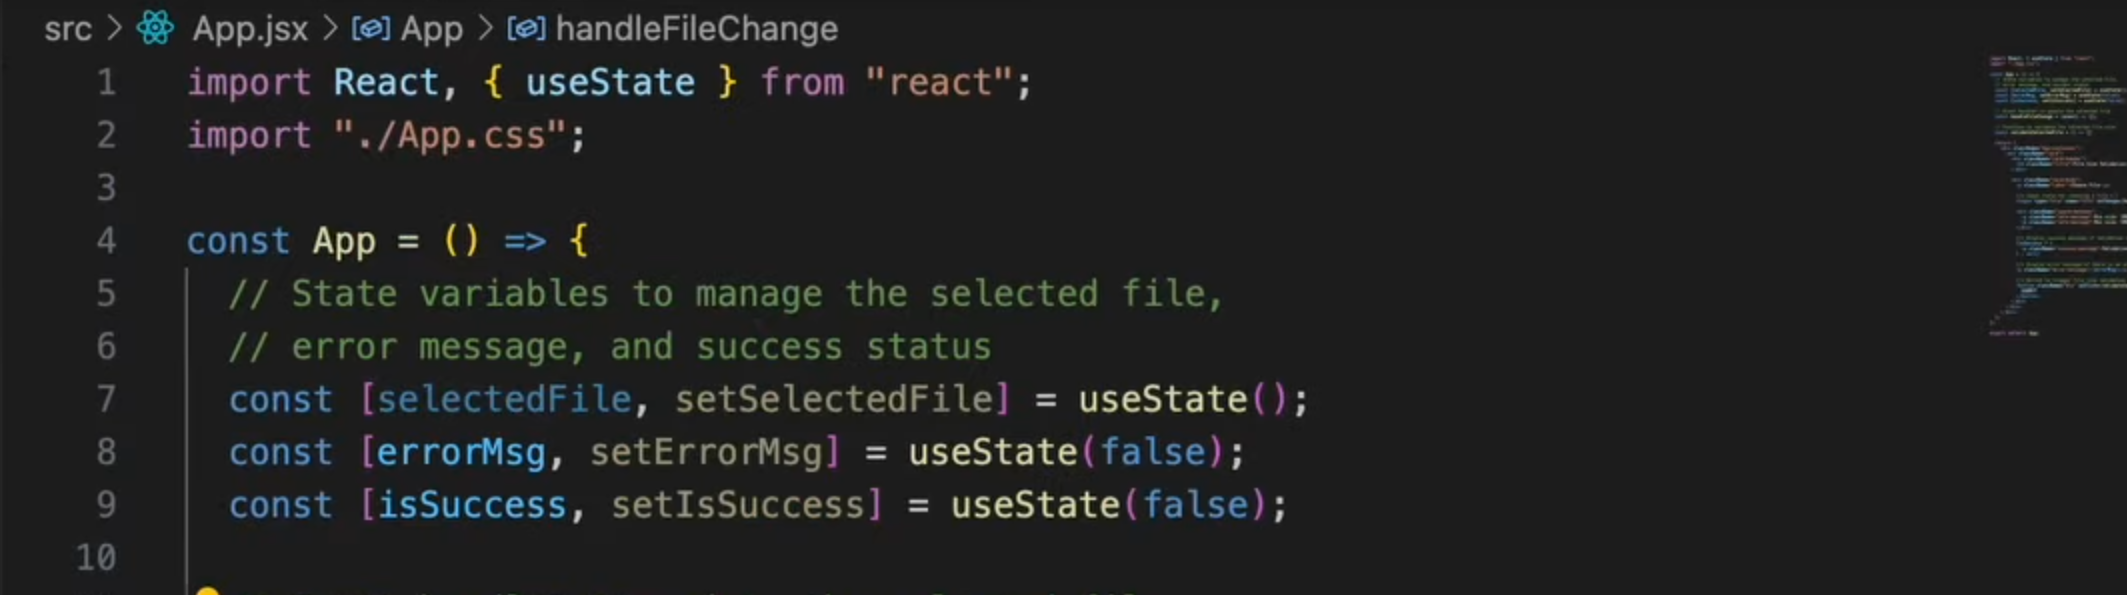 src > App.jsx > App > handleFileChange
1 import React, { useState } from "react";
2 import "./App.css";
3
4 const App = () => {
5 // State variables to manage the selected file,
6 // error message, and success status
7 const [selectedFile, setSelectedFile] = useState();
8 const [errorMsg, setErrorMsg] = useState(false);
9 const [isSuccess, setIsSuccess] = useState(false);
10